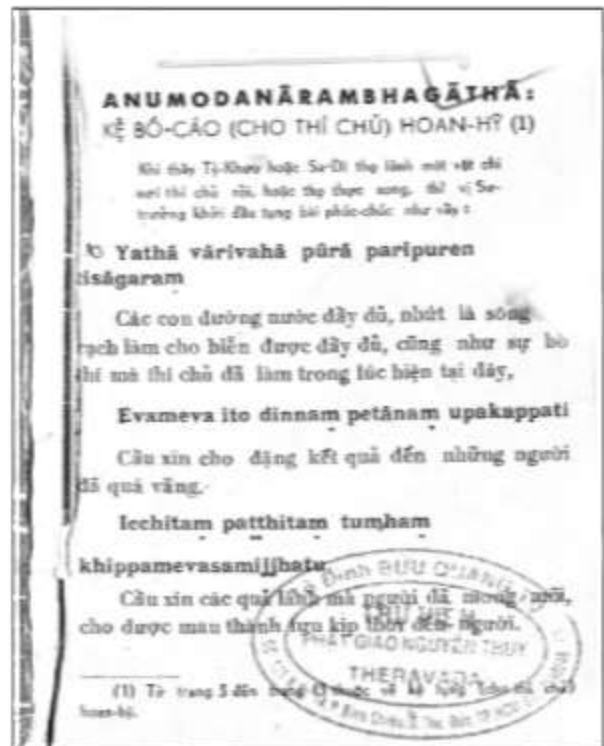 ANUMODANĀRAMBHAGĀTHĀ:
KỆ BỐ-CÁO (CHO THÍ CHỦ) HOAN-HỶ (1)
Khi thầy Tỳ-Khưu hoặc Sa-Di thọ lãnh một vật chi
nơi thí chủ rồi, hoặc thọ thực xong, thì vị Sư-
trưởng khởi đầu tụng bài phúc-chúc như vầy :
Yathā vārivahā pūrā paripuren
tisāgaram
Các con đường nước đầy đủ, nhứt là sông
rạch làm cho biển được đầy đủ, cũng như sự bố
thí mà thí chủ đã làm trong lúc hiện tại đây,
Evameva ito dinnaṃ petānaṃ upakappati
Cầu xin cho đặng kết quả đến những người
đã quá vãng.
Icchitaṃ paṭṭhitaṃ tuṃhaṃ
khippamevasamijjhatu.
Cầu xin các quả lành mà người đã mong mỏi,
cho được mau thành tựu kịp thời đến người.
(1) Từ trang 5 đến trang
hoan-hỷ.
BỬU QUANG
THƯ VIỆN
PHẬT GIÁO NGUYÊN THỦY
THERAVADA